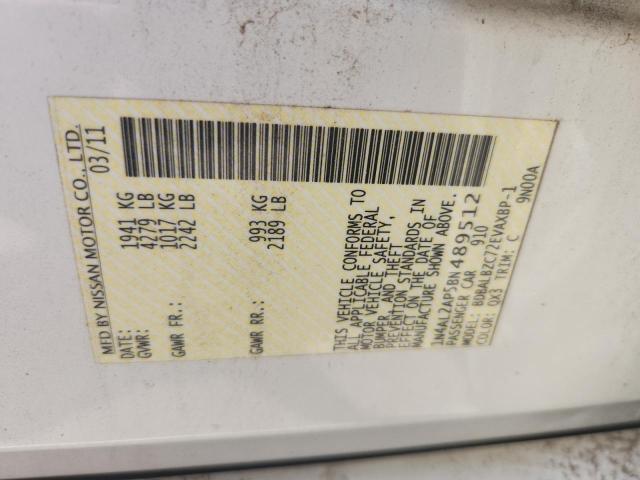 MFD BY NISSAN MOTOR CO., LTD.
DATE: 03/11
GVWR: 1941 KG
4279 LB
GAWR FR: 1017 KG
2242 LB
GAWR RR: 993 KG
2189 LB
THIS VEHICLE CONFORMS TO
ALL APPLICABLE FEDERAL
MOTOR VEHICLE SAFETY,
BUMPER, AND THEFT
PREVENTION STANDARDS IN
EFFECT ON THE DATE OF
MANUFACTURE SHOWN ABOVE.
1N4AL2AP5BN489512
PASSENGER CAR 910
MODEL: BDBALBZC72EVAXBP-1
COLOR: QX3 TRIM: C 9N00A